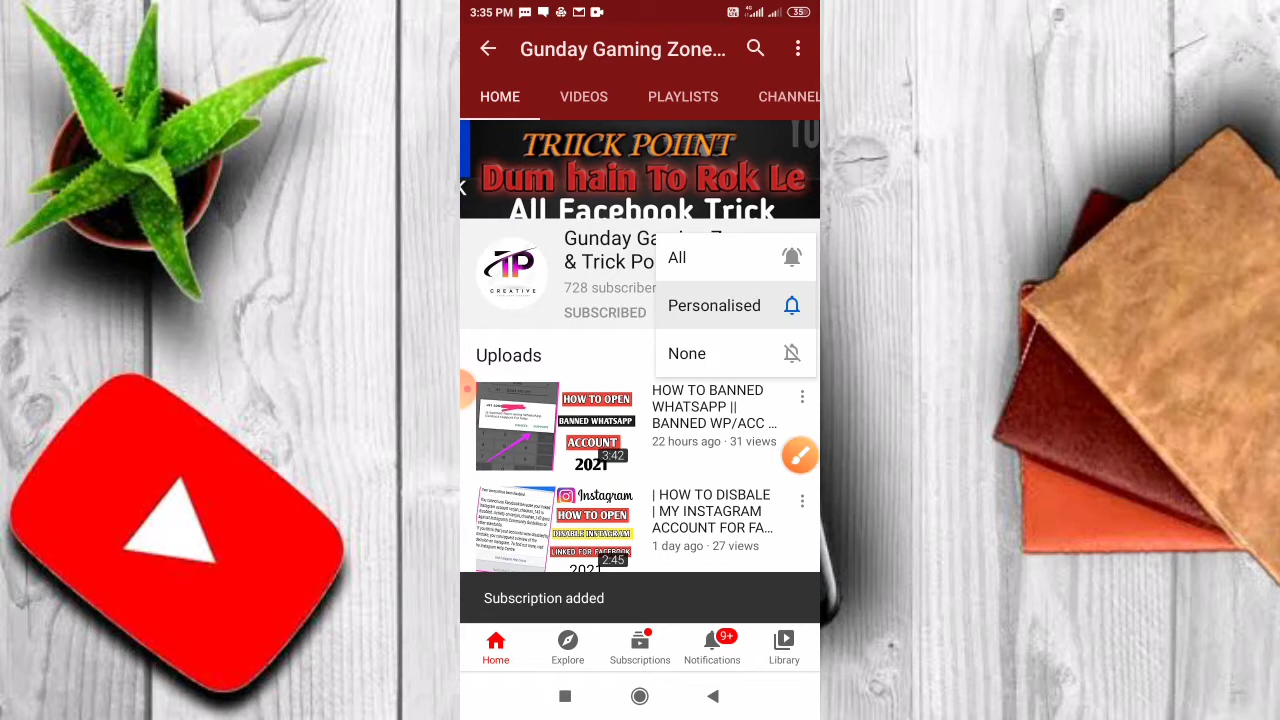 3:35 PM
35
Gunday Gaming Zone...
HOME VIDEOS PLAYLISTS CHANNEL
YO
TRIICK POIINT
K
Dum hain To Rok Le
All Facebook Trick
TP
CREATIVE
Gunday Ga
& Trick Po
728 subscriber
SUBSCRIBED
All
Personalised
None
Uploads
HOW TO OPEN
BANNED WHATSAPP
ACCOUNT
2021
3:42
HOW TO BANNED
WHATSAPP ||
BANNED WP/ACC ...
22 hours ago · 31 views
Instagram
HOW TO OPEN
DISABLE INSTAGRAM
LINKED FOR FACEBOOK
2021
2:45
| HOW TO DISBALE
| MY INSTAGRAM
ACCOUNT FOR FA...
1 day ago · 27 views
Subscription added
9+
Home Explore Subscriptions Notifications Library